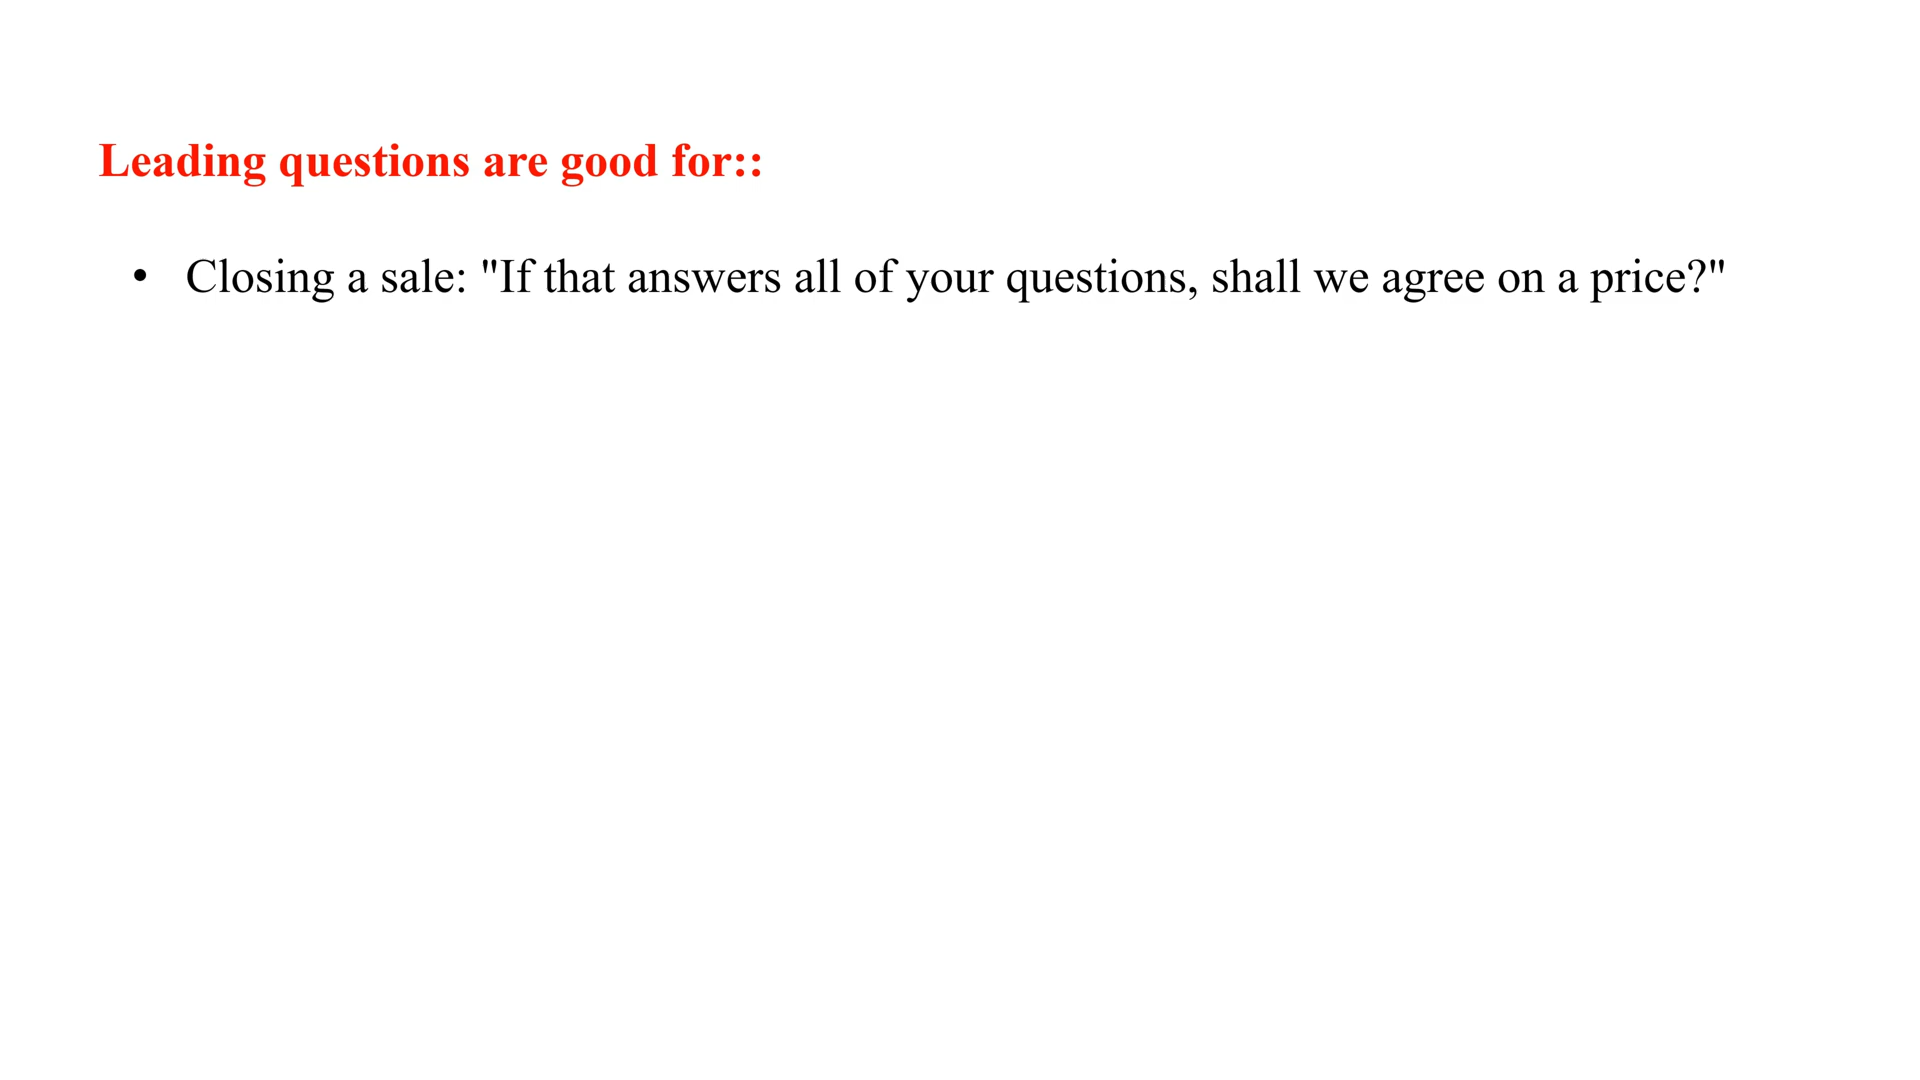 Leading questions are good for::
• Closing a sale: "If that answers all of your questions, shall we agree on a price?"